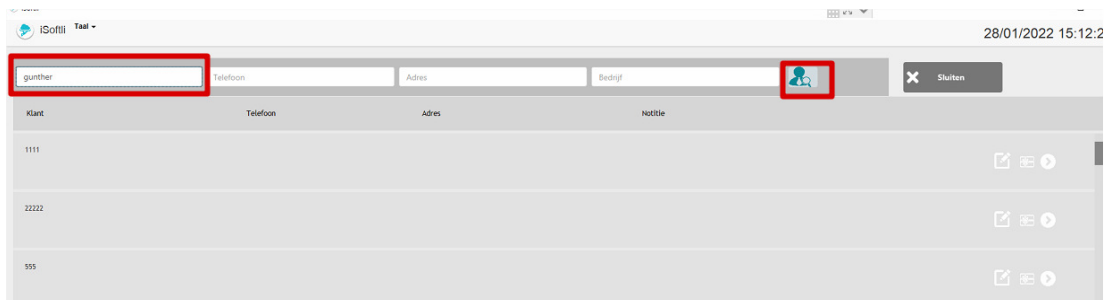 iSoftli Taal
28/01/2022 15:12:2
gunther Telefoon Adres Bedrijf Sluiten
Klant Telefoon Adres Notitie
1111
22222
555